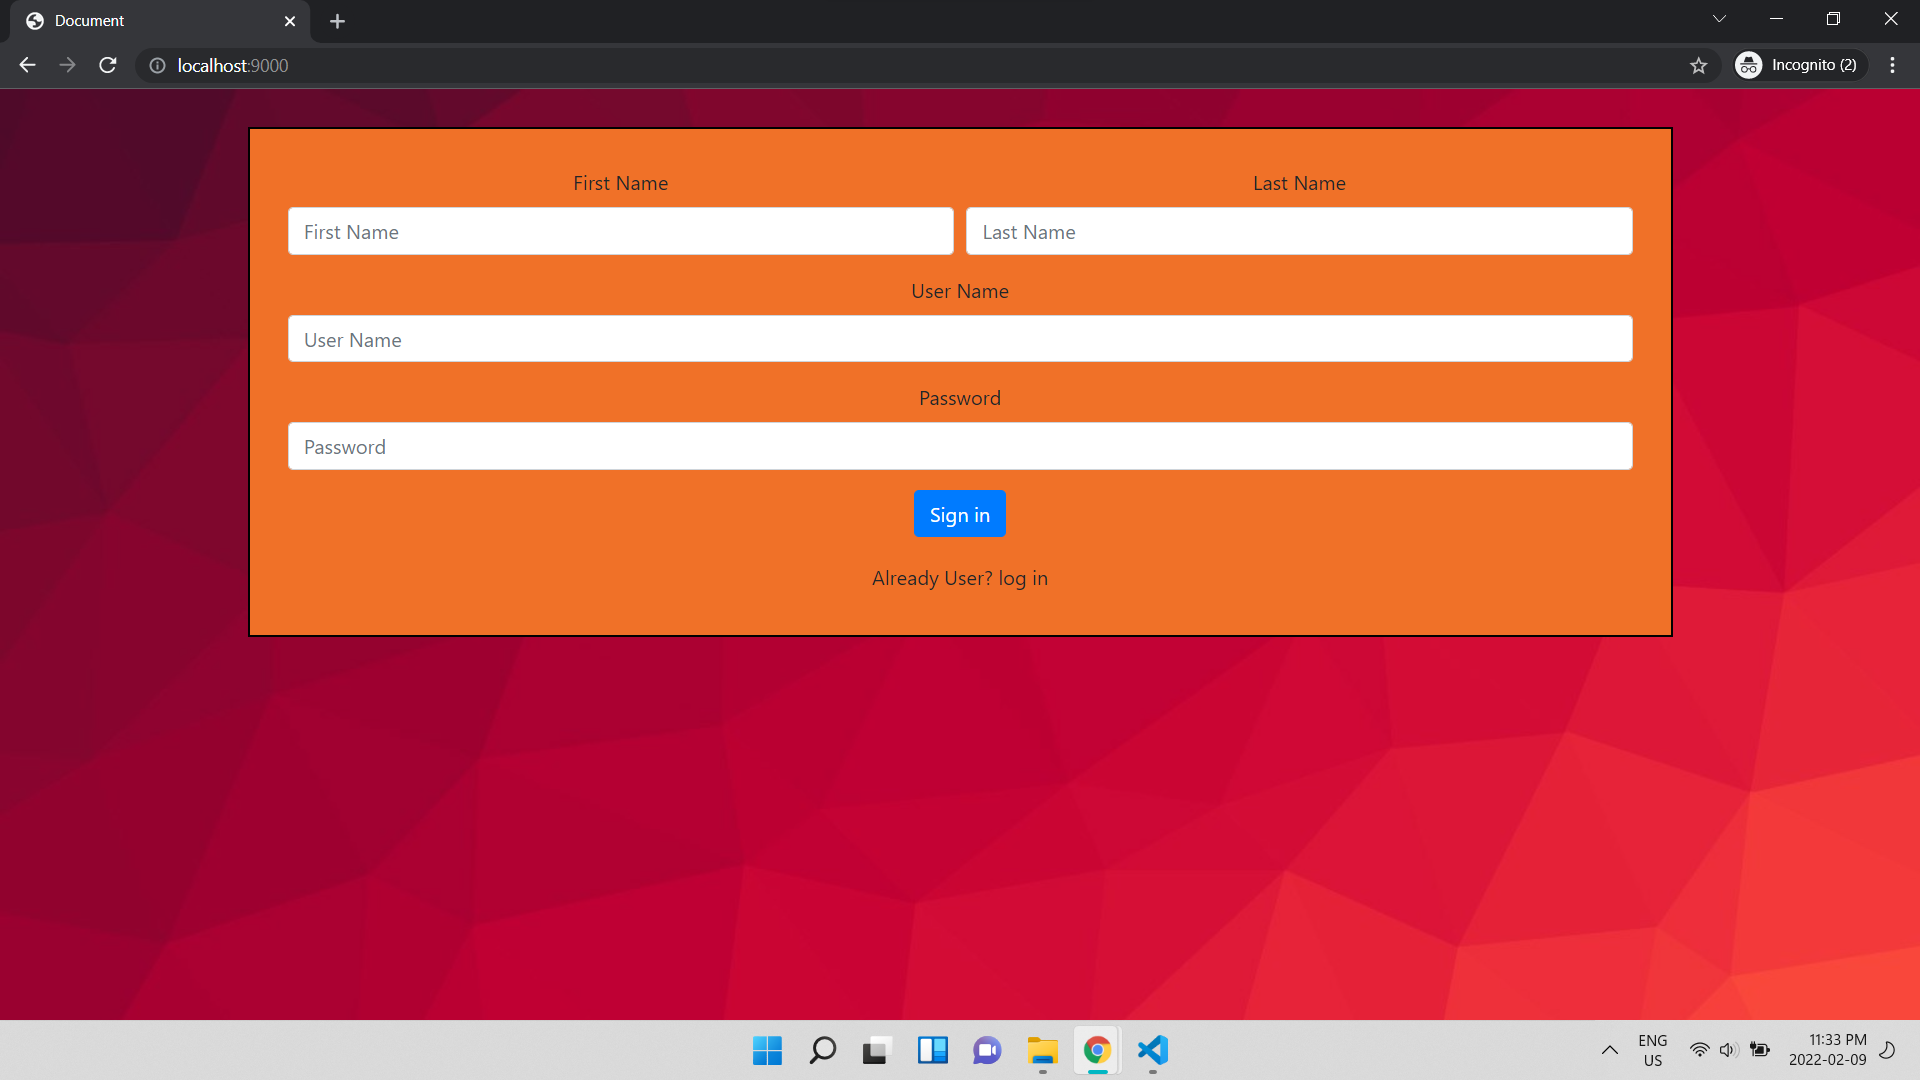 Document
localhost:9000
Incognito (2)
First Name
Last Name
First Name
Last Name
User Name
User Name
Password
Password
Sign in
Already User? log in
ENG
US
11:33 PM
2022-02-09